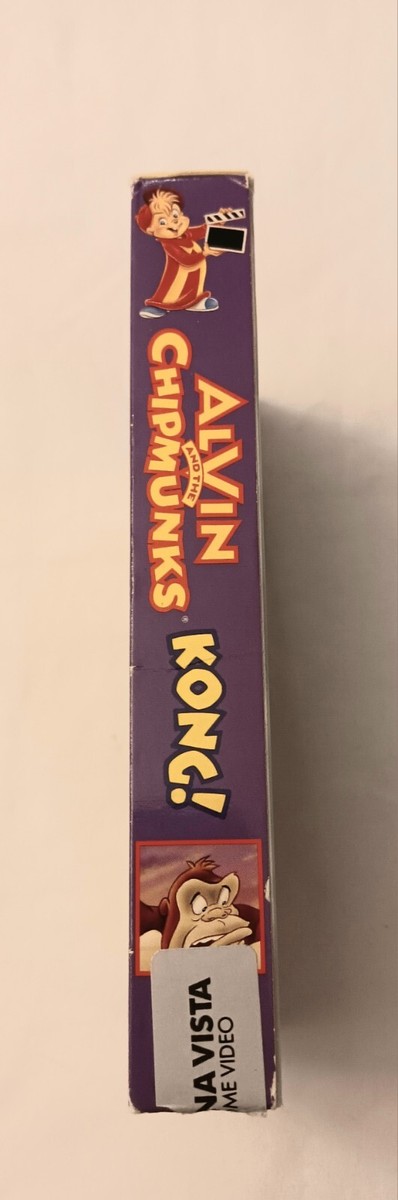 ALVIN
AND THE
CHIPMUNKS®
KONG!
NA VISTA
ME VIDEO